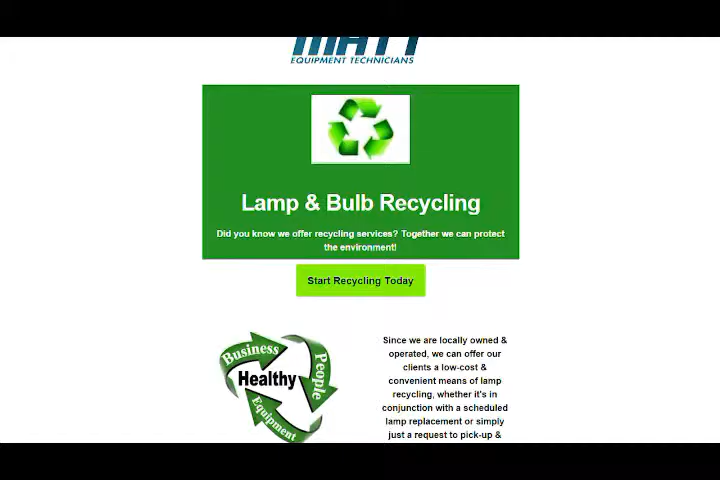 MATT
EQUIPMENT TECHNICIANS
Lamp & Bulb Recycling
Did you know we offer recycling services? Together we can protect
the environment!
Start Recycling Today
Business
People
Healthy
Equipment
Since we are locally owned &
operated, we can offer our
clients a low-cost &
convenient means of lamp
recycling, whether it's in
conjunction with a scheduled
lamp replacement or simply
just a request to pick-up &